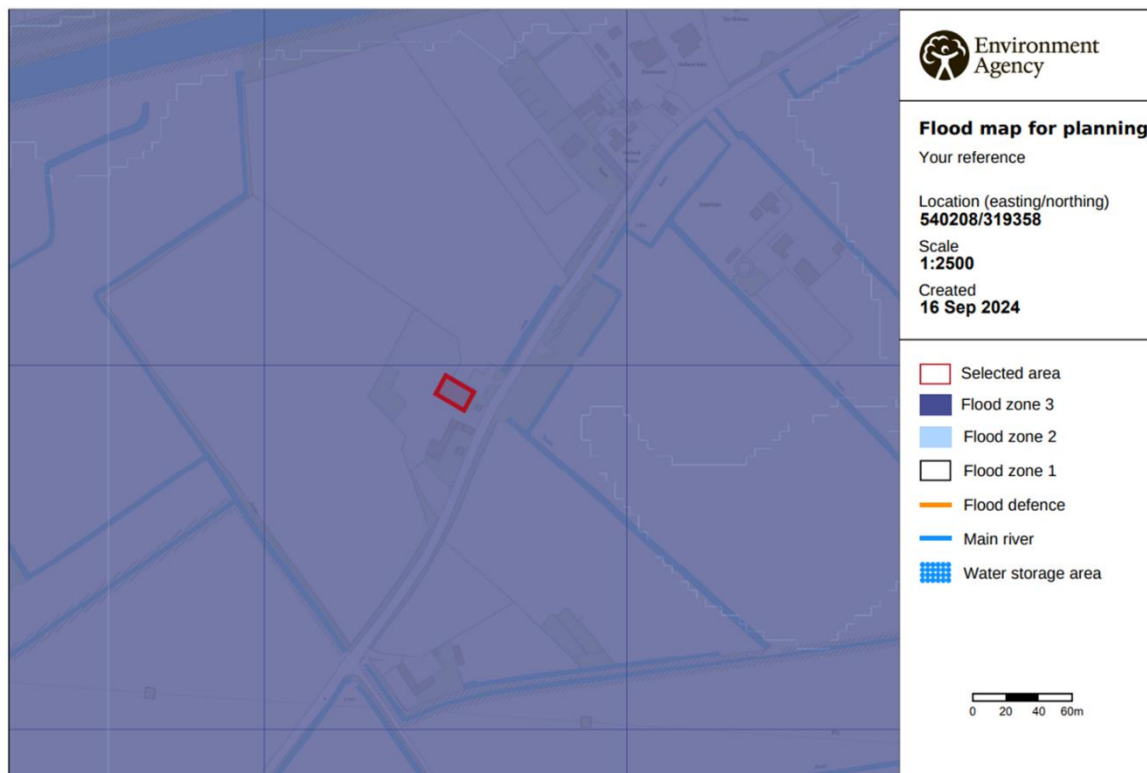 Environment
Agency
Flood map for planning
Your reference
Location (easting/northing)
540208/319358
Scale
1:2500
Created
16 Sep 2024
Selected area
Flood zone 3
Flood zone 2
Flood zone 1
Flood defence
Main river
Water storage area
0 20 40 60m